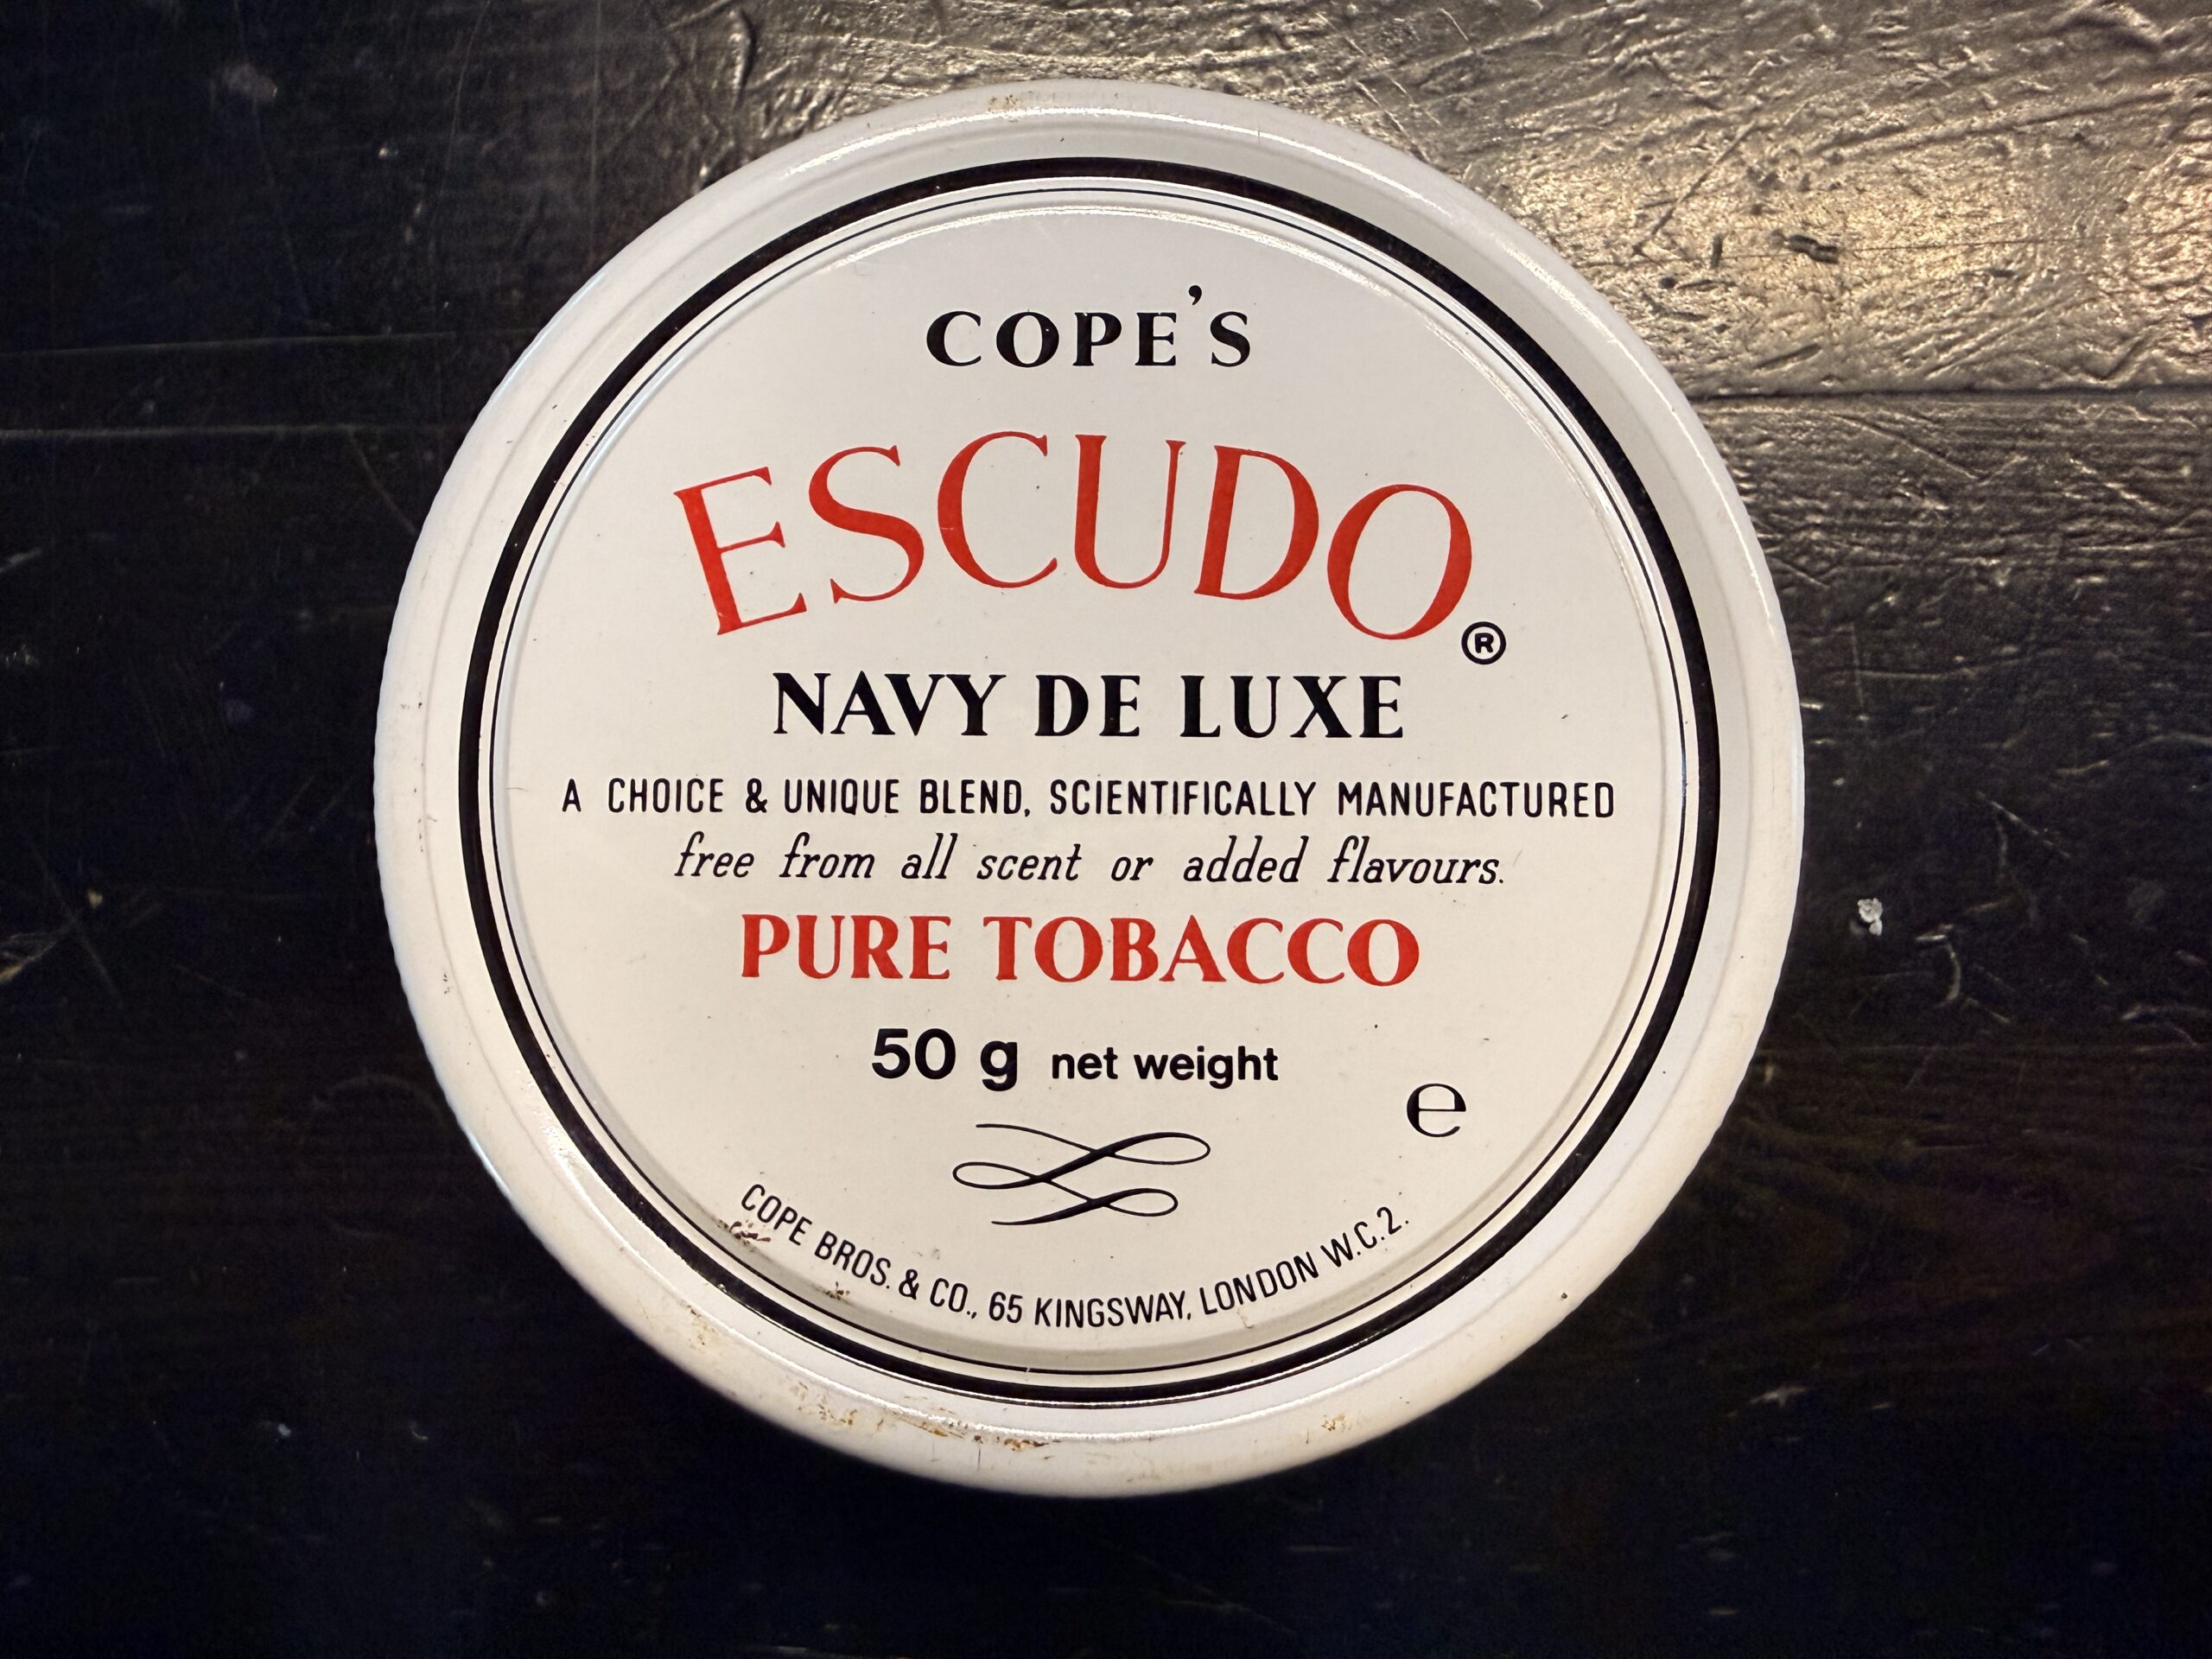 COPE'S
ESCUDO®
NAVY DE LUXE
A CHOICE & UNIQUE BLEND, SCIENTIFICALLY MANUFACTURED
free from all scent or added flavours.
PURE TOBACCO
50 g net weight
℮
COPE BROS. & CO., 65 KINGSWAY, LONDON W.C.2.